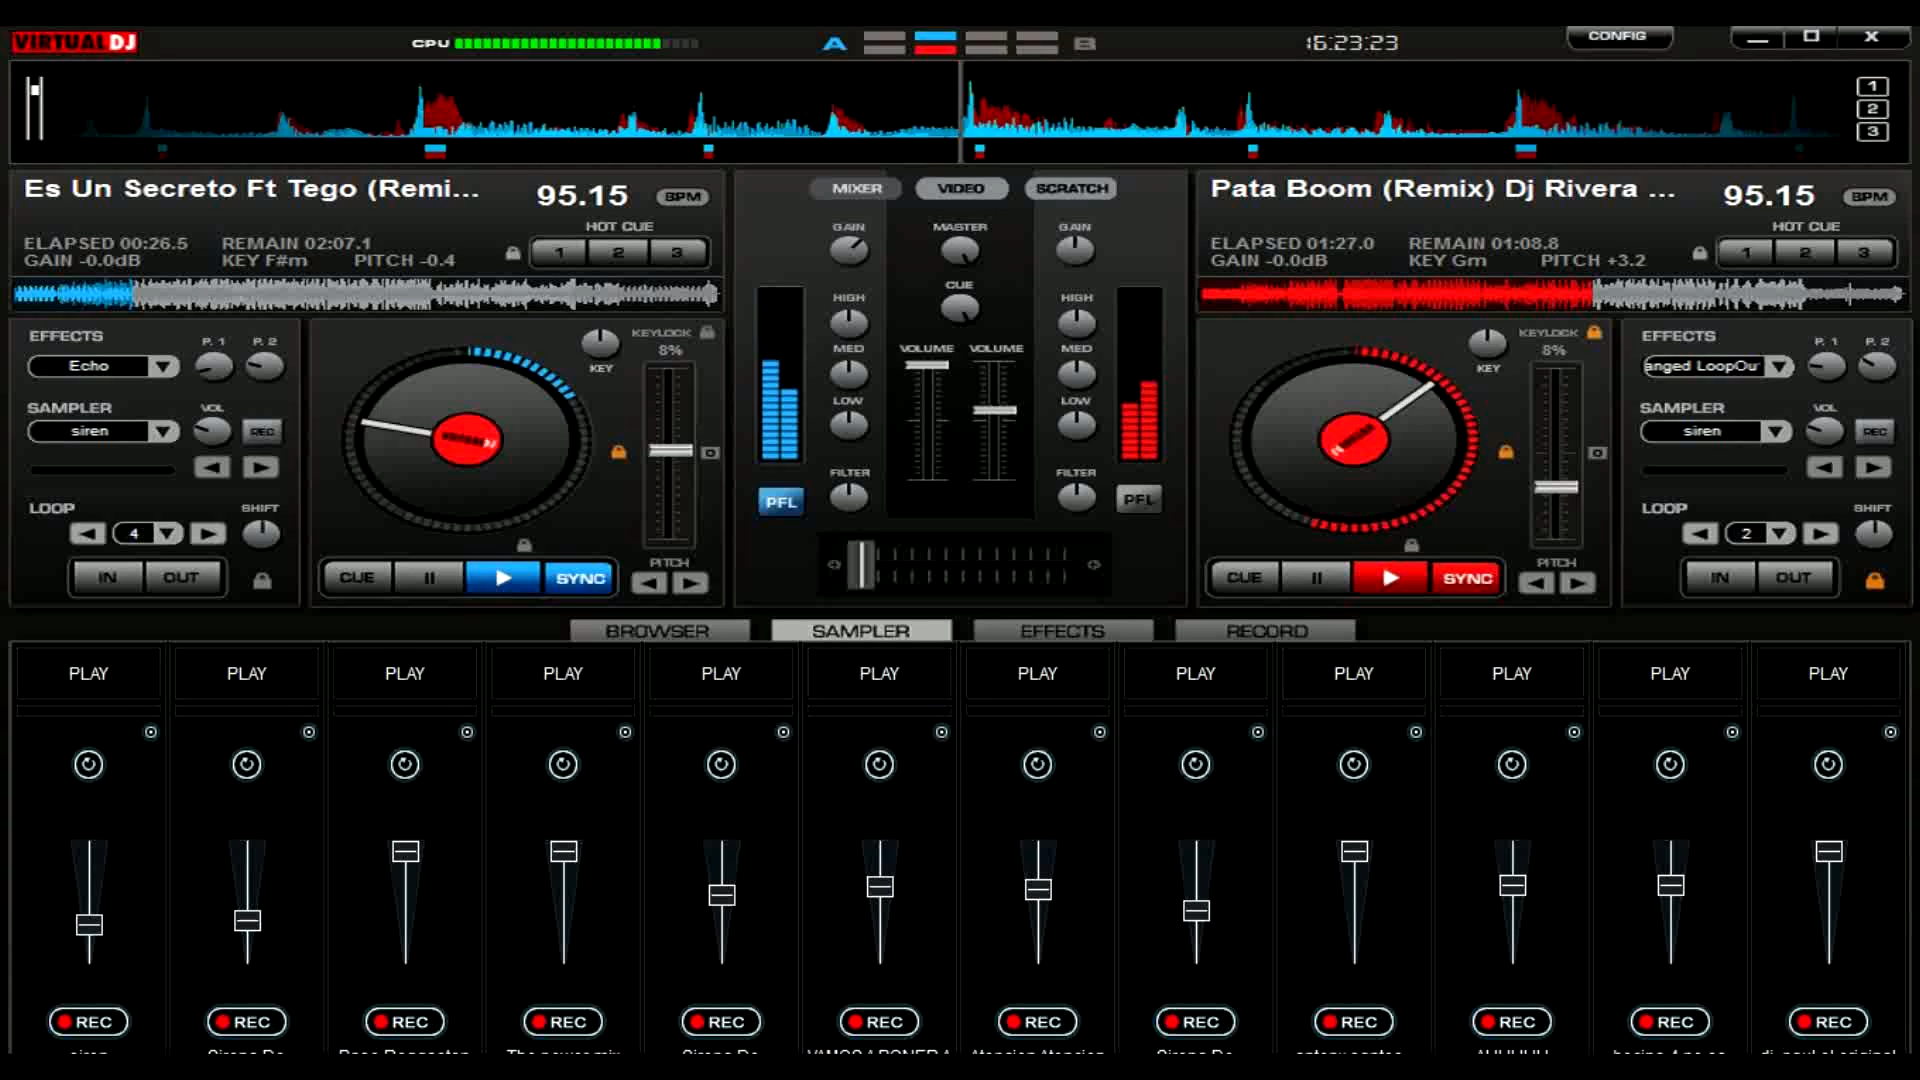 VIRTUAL DJ
CPU
A
B
16:23:23
CONFIG
X
1
2
3
Es Un Secreto Ft Tego (Remi...
95.15
BPM
HOT CUE
ELAPSED 00:26.5
REMAIN 02:07.1
GAIN -0.0dB
KEY F#m
PITCH -0.4
1
2
3
MIXER
VIDEO
SCRATCH
Pata Boom (Remix) Dj Rivera ...
95.15
BPM
HOT CUE
ELAPSED 01:27.0
REMAIN 01:08.8
GAIN -0.0dB
KEY Gm
PITCH +3.2
1
2
3
EFFECTS
P. 1
P. 2
Echo
SAMPLER
VOL
siren
REC
LOOP
SHIFT
4
IN
OUT
KEY
KEYLOCK
8%
VIRTUAL DJ
CUE
SYNC
PITCH
GAIN
MASTER
GAIN
CUE
HIGH
HIGH
MED
VOLUME
VOLUME
MED
LOW
LOW
FILTER
FILTER
PFL
PFL
KEY
KEYLOCK
8%
CUE
SYNC
PITCH
EFFECTS
P. 1
P. 2
anged LoopOut
SAMPLER
VOL
siren
REC
LOOP
SHIFT
2
IN
OUT
BROWSER
SAMPLER
EFFECTS
RECORD
PLAY PLAY PLAY PLAY PLAY PLAY PLAY PLAY PLAY PLAY PLAY PLAY
REC REC REC REC REC REC REC REC REC REC REC REC